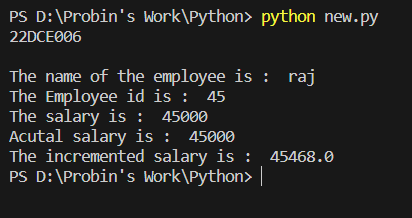 PS D:\Probin's Work\Python> python new.py
22DCE006
The name of the employee is :  raj
The Employee id is :  45
The salary is :  45000
Acutal salary is :  45000
The incremented salary is :  45468.0
PS D:\Probin's Work\Python>